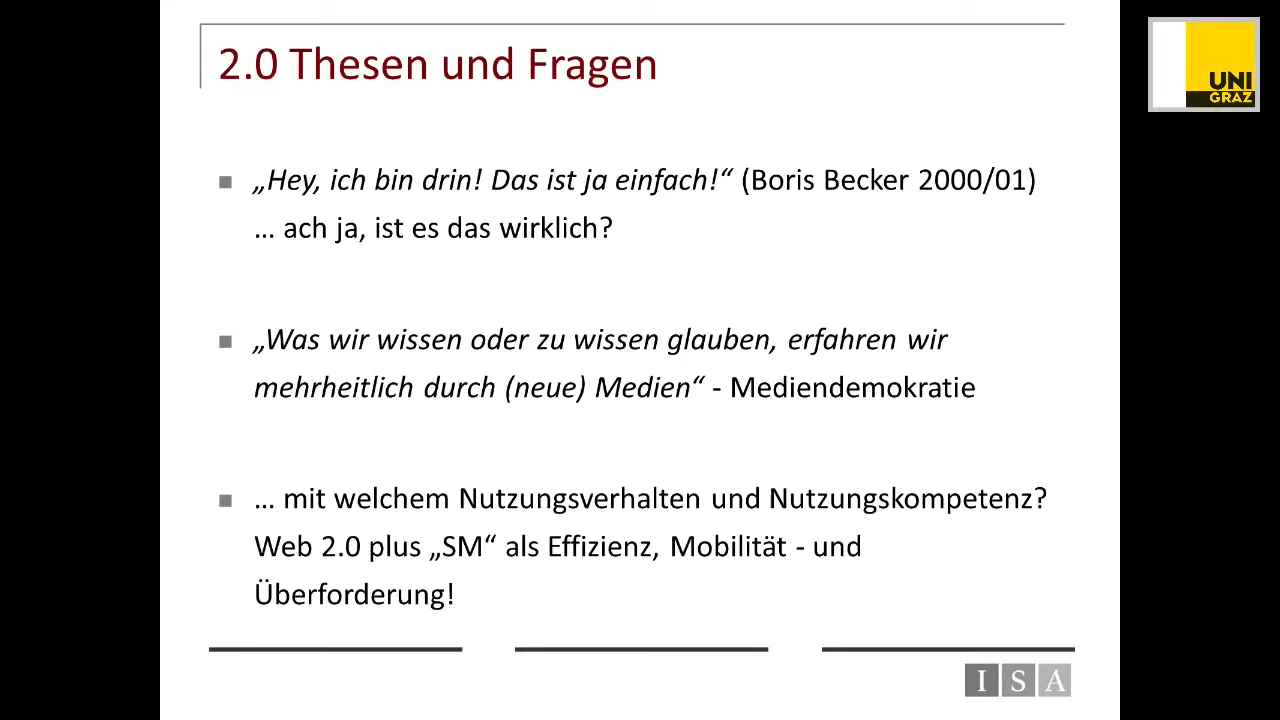 2.0 Thesen und Fragen
„Hey, ich bin drin! Das ist ja einfach!“ (Boris Becker 2000/01)
... ach ja, ist es das wirklich?
„Was wir wissen oder zu wissen glauben, erfahren wir
mehrheitlich durch (neue) Medien“ - Mediendemokratie
... mit welchem Nutzungsverhalten und Nutzungskompetenz?
Web 2.0 plus „SM“ als Effizienz, Mobilität - und
Überforderung!
ISA
UNI
GRAZ